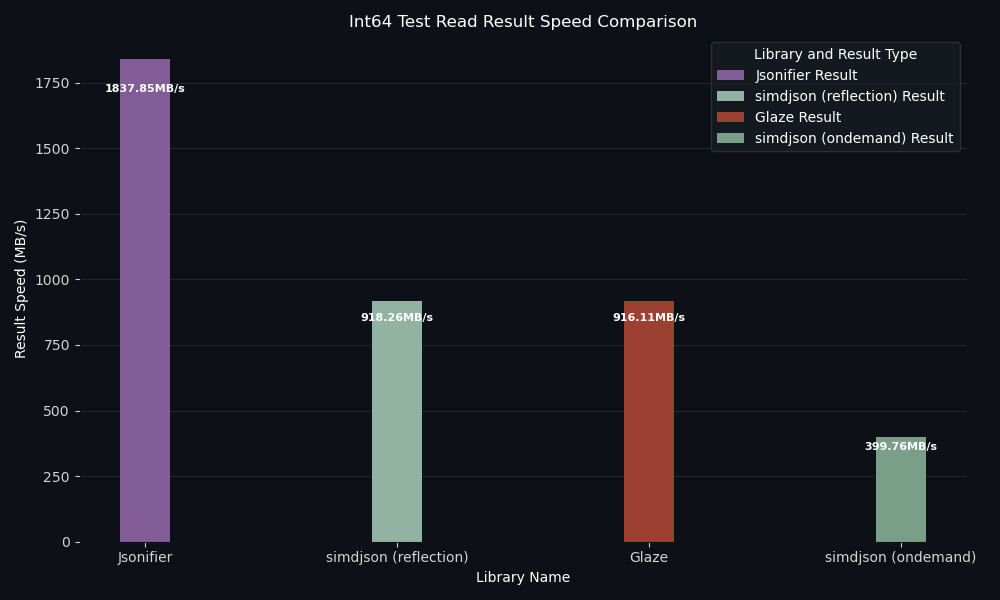 Int64 Test Read Result Speed Comparison
Library and Result Type
Jsonifier Result
simdjson (reflection) Result
Glaze Result
simdjson (ondemand) Result
Result Speed (MB/s)
1750
1500
1250
1000
750
500
250
0
1837.85MB/s
918.26MB/s
916.11MB/s
399.76MB/s
Jsonifier
simdjson (reflection)
Glaze
simdjson (ondemand)
Library Name